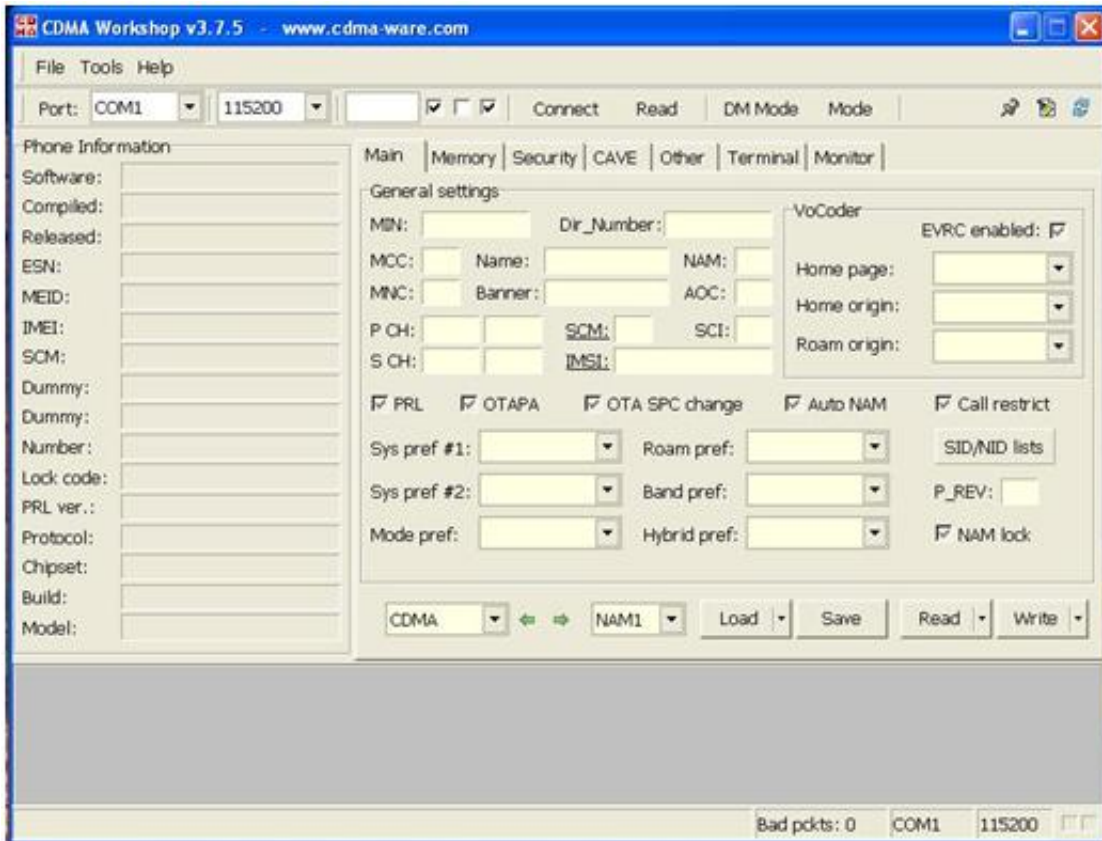 CDMA Workshop v3.7.5 - www.cdma-ware.com
File Tools Help
Port: COM1 115200 Connect Read DM Mode Mode
Phone Information
Software:
Compiled:
Released:
ESN:
MEID:
IMEI:
SCM:
Dummy:
Dummy:
Number:
Lock code:
PRL ver.:
Protocol:
Chipset:
Build:
Model:
Main Memory Security CAVE Other Terminal Monitor
General settings
MIN: Dir_Number:
MCC: Name: NAM:
MNC: Banner: AOC:
P CH: SCM: SCI:
S CH: IMSI:
VoCoder
EVRC enabled:
Home page:
Home origin:
Roam origin:
PRL OTAPA OTA SPC change Auto NAM Call restrict
Sys pref #1: Roam pref: SID/NID lists
Sys pref #2: Band pref: P_REV:
Mode pref: Hybrid pref: NAM lock
CDMA NAM1 Load Save Read Write
Bad pckts: 0 COM1 115200